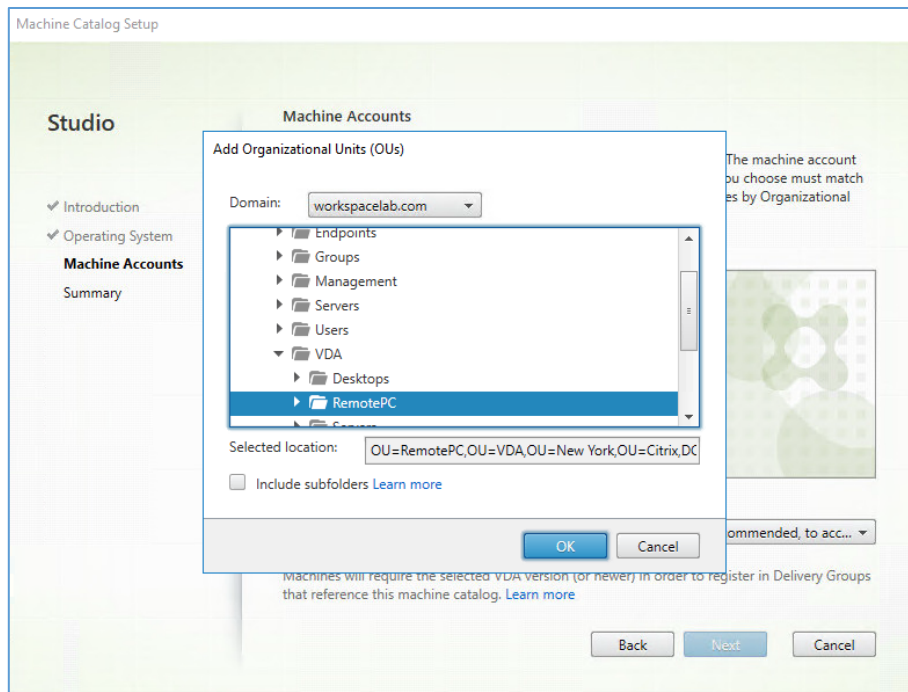 Machine Catalog Setup
Studio
Introduction
Operating System
Machine Accounts
Summary
Machine Accounts
The machine account
ou choose must match
es by Organizational
Add Organizational Units (OUs)
Domain: workspacelab.com
Endpoints
Groups
Management
Servers
Users
VDA
Desktops
RemotePC
Servers
Selected location: OU=RemotePC,OU=VDA,OU=New York,OU=Citrix,DC
Include subfolders Learn more
OK Cancel
ommended, to acc...
Machines will require the selected VDA version (or newer) in order to register in Delivery Groups
that reference this machine catalog. Learn more
Back Next Cancel